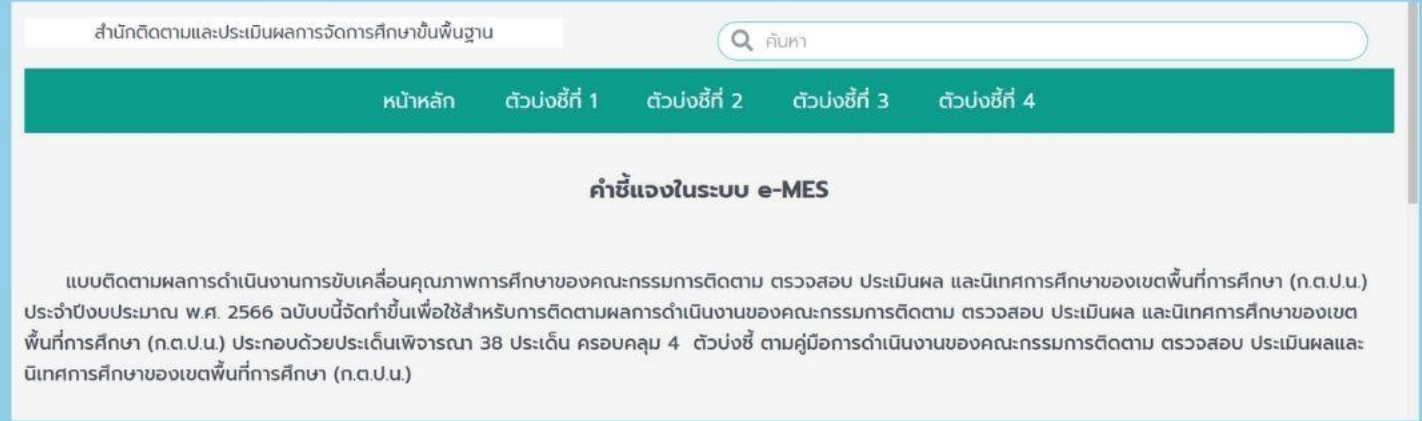 สำนักติดตามและประเมินผลการจัดการศึกษาขั้นพื้นฐาน
ค้นหา
หน้าหลัก ตัวบ่งชี้ที่ 1 ตัวบ่งชี้ที่ 2 ตัวบ่งชี้ที่ 3 ตัวบ่งชี้ที่ 4
คำชี้แจงในระบบ e-MES
แบบติดตามผลการดำเนินงานการขับเคลื่อนคุณภาพการศึกษาของคณะกรรมการติดตาม ตรวจสอบ ประเมินผล และนิเทศการศึกษาของเขตพื้นที่การศึกษา (ก.ต.ป.น.)
ประจำปีงบประมาณ พ.ศ. 2566 ฉบับนี้จัดทำขึ้นเพื่อใช้สำหรับการติดตามผลการดำเนินงานของคณะกรรมการติดตาม ตรวจสอบ ประเมินผล และนิเทศการศึกษาของเขต
พื้นที่การศึกษา (ก.ต.ป.น.) ประกอบด้วยประเด็นพิจารณา 38 ประเด็น ครอบคลุม 4 ตัวบ่งชี้ ตามคู่มือการดำเนินงานของคณะกรรมการติดตาม ตรวจสอบ ประเมินผลและ
นิเทศการศึกษาของเขตพื้นที่การศึกษา (ก.ต.ป.น.)